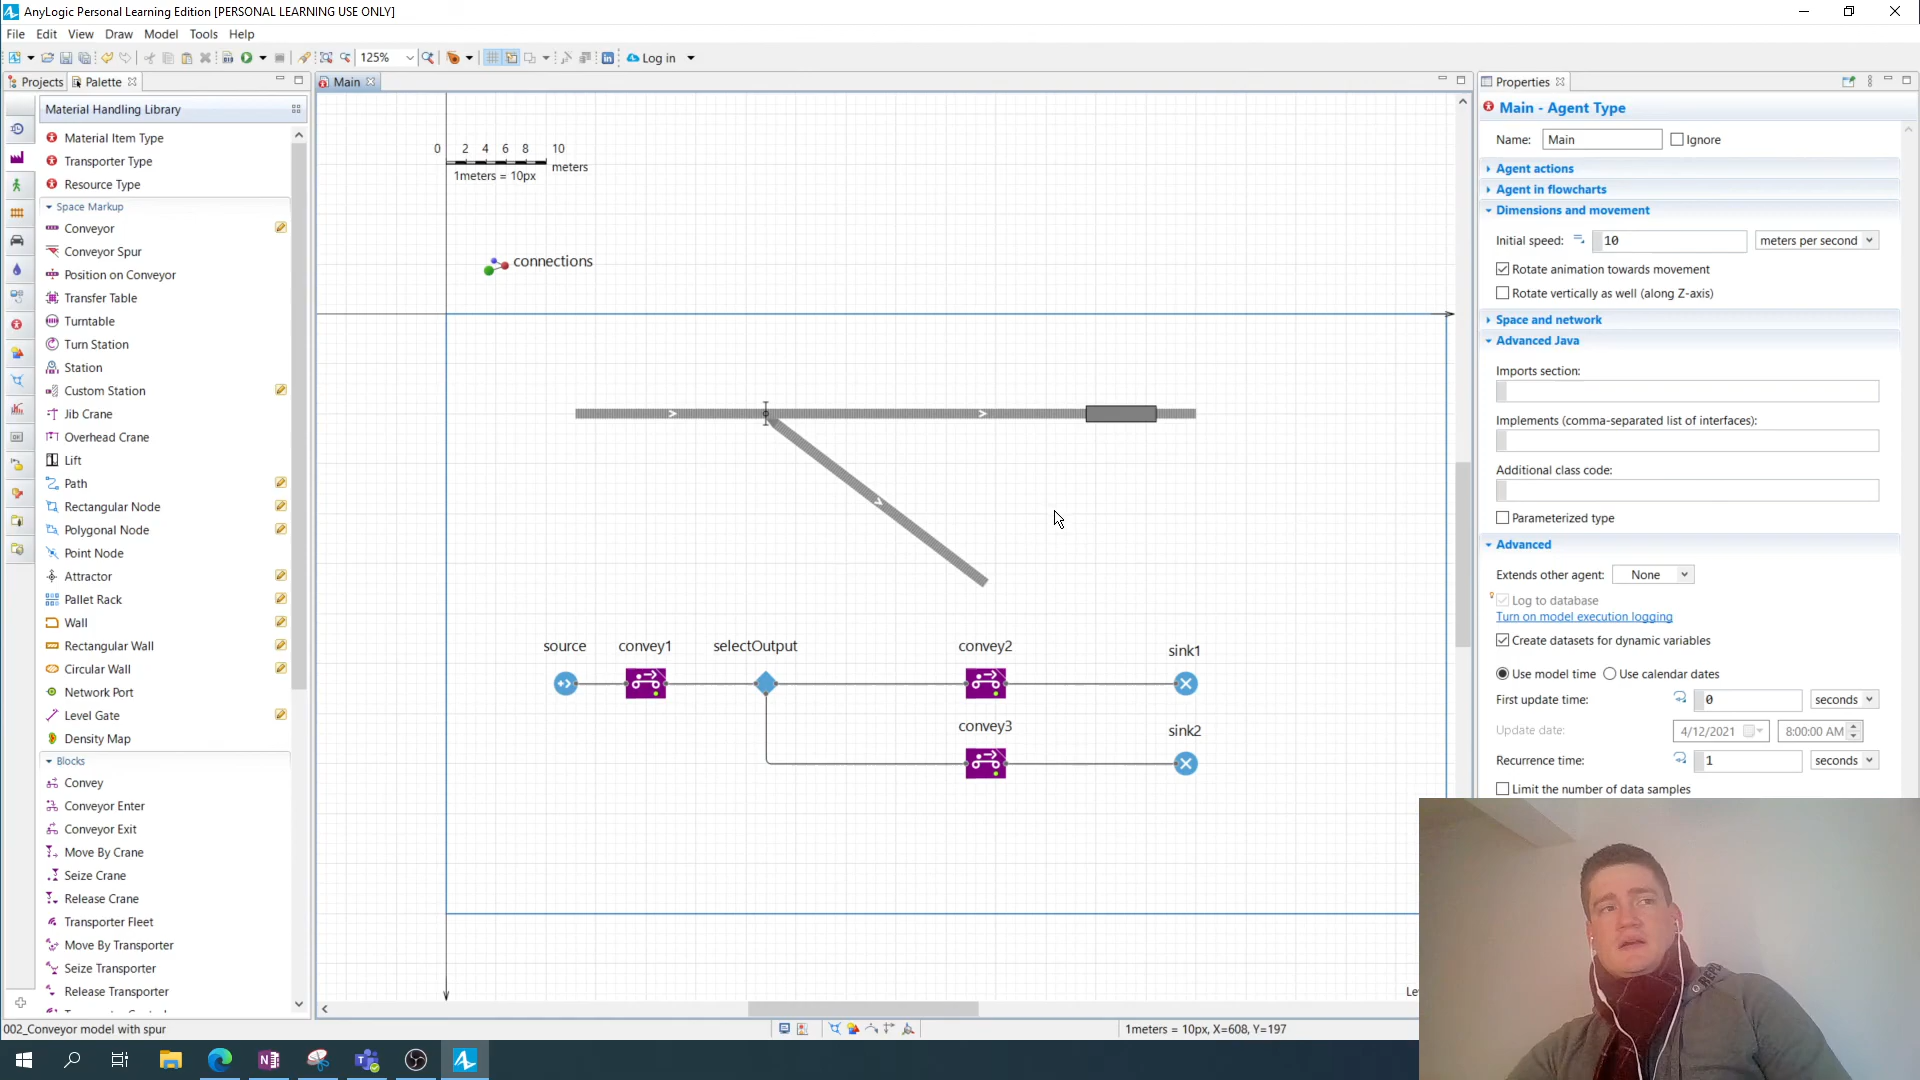 AnyLogic Personal Learning Edition [PERSONAL LEARNING USE ONLY]
File Edit View Draw Model Tools Help
125%
Log in
Projects
Palette
Main
Properties
Material Handling Library
Material Item Type
Transporter Type
Resource Type
Space Markup
Conveyor
Conveyor Spur
Position on Conveyor
Transfer Table
Turntable
Turn Station
Station
Custom Station
Jib Crane
Overhead Crane
Lift
Path
Rectangular Node
Polygonal Node
Point Node
Attractor
Pallet Rack
Wall
Rectangular Wall
Circular Wall
Network Port
Level Gate
Density Map
Blocks
Convey
Conveyor Enter
Conveyor Exit
Move By Crane
Seize Crane
Release Crane
Transporter Fleet
Move By Transporter
Seize Transporter
Release Transporter
0 2 4 6 8 10
meters
1meters = 10px
connections
source
convey1
selectOutput
convey2
sink1
convey3
sink2
Main - Agent Type
Name: Main Ignore
Agent actions
Agent in flowcharts
Dimensions and movement
Initial speed: 10 meters per second
Rotate animation towards movement
Rotate vertically as well (along Z-axis)
Space and network
Advanced Java
Imports section:
Implements (comma-separated list of interfaces):
Additional class code:
Parameterized type
Advanced
Extends other agent: None
Log to database
Turn on model execution logging
Create datasets for dynamic variables
Use model time Use calendar dates
First update time: 0 seconds
Update date: 4/12/2021 8:00:00 AM
Recurrence time: 1 seconds
Limit the number of data samples
002_Conveyor model with spur
1meters = 10px, X=608, Y=197